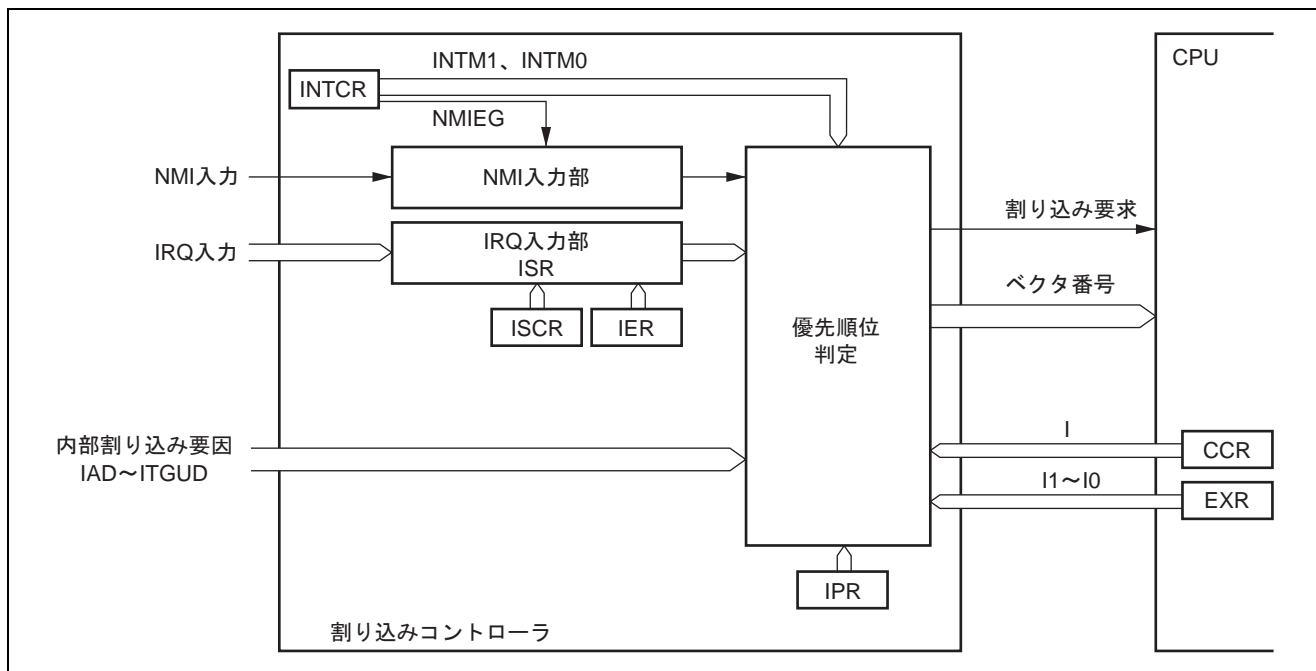 INTM1、INTM0
CPU
INTCR
NMIEG
NMI入力
NMI入力部
割り込み要求
IRQ入力
IRQ入力部
ISR
ベクタ番号
ISCR
IER
優先順位
判定
内部割り込み要因
IAD～ITGUD
I
CCR
I1～I0
EXR
IPR
割り込みコントローラ